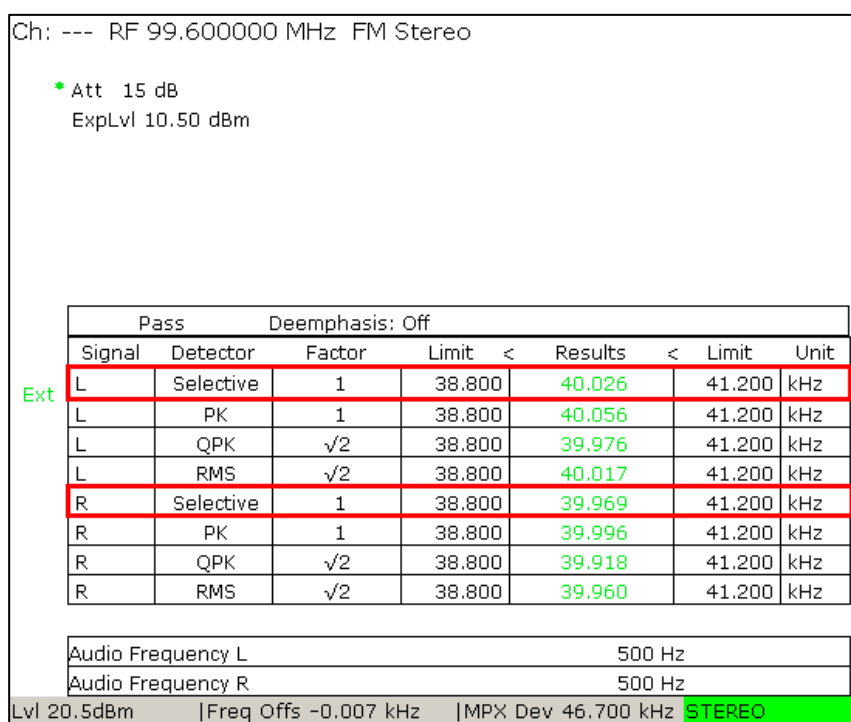 Ch: --- RF 99.600000 MHz FM Stereo
* Att 15 dB
ExpLvl 10.50 dBm
Pass Deemphasis: Off
Signal Detector Factor Limit < Results < Limit Unit
Ext
L Selective 1 38.800 40.026 41.200 kHz
L PK 1 38.800 40.056 41.200 kHz
L QPK √2 38.800 39.976 41.200 kHz
L RMS √2 38.800 40.017 41.200 kHz
R Selective 1 38.800 39.969 41.200 kHz
R PK 1 38.800 39.996 41.200 kHz
R QPK √2 38.800 39.918 41.200 kHz
R RMS √2 38.800 39.960 41.200 kHz
Audio Frequency L 500 Hz
Audio Frequency R 500 Hz
Lvl 20.5dBm |Freq Offs -0.007 kHz |MPX Dev 46.700 kHz STEREO